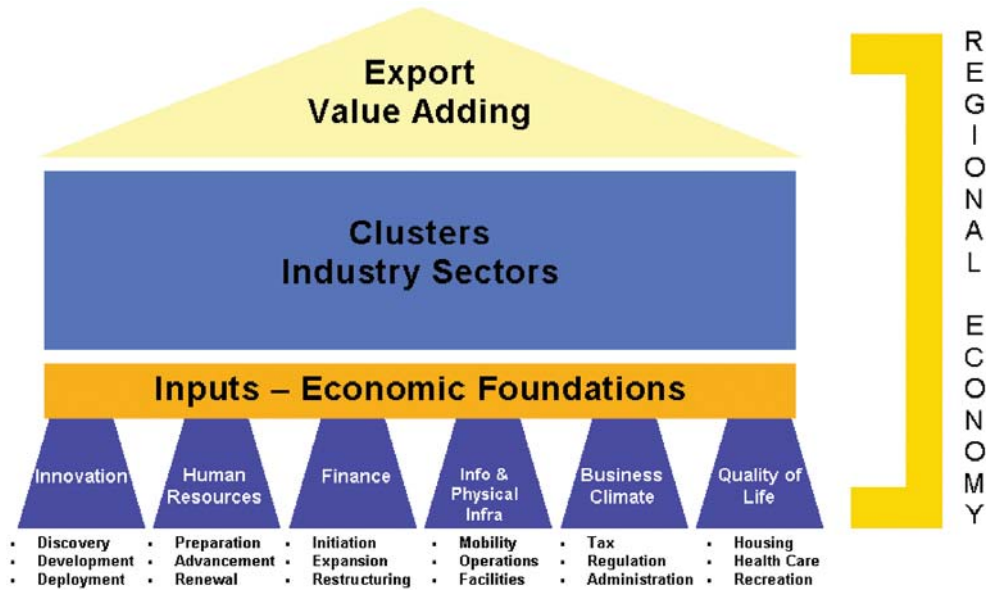 Export
Value Adding
Clusters
Industry Sectors
Inputs – Economic Foundations
Innovation
Human
Resources
Finance
Info &
Physical
Infra
Business
Climate
Quality of
Life
▪ Discovery
▪ Development
▪ Deployment
▪ Preparation
▪ Advancement
▪ Renewal
▪ Initiation
▪ Expansion
▪ Restructuring
▪ Mobility
▪ Operations
▪ Facilities
▪ Tax
▪ Regulation
▪ Administration
▪ Housing
▪ Health Care
▪ Recreation
REGIONAL ECONOMY